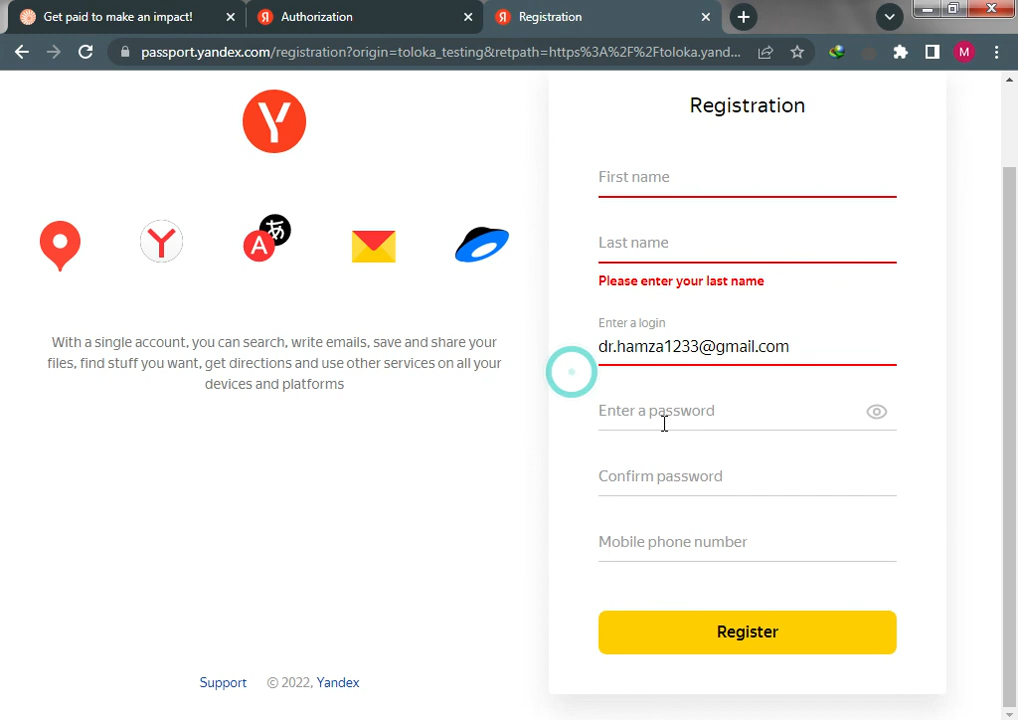 Get paid to make an impact!
Authorization
Registration
passport.yandex.com/registration?origin=toloka_testing&retpath=https%3A%2F%2Ftoloka.yand...
M
Y
Y
A あ
Registration
First name
Last name
Please enter your last name
Enter a login
dr.hamza1233@gmail.com
Enter a password
Confirm password
Mobile phone number
Register
With a single account, you can search, write emails, save and share your
files, find stuff you want, get directions and use other services on all your
devices and platforms
Support © 2022, Yandex